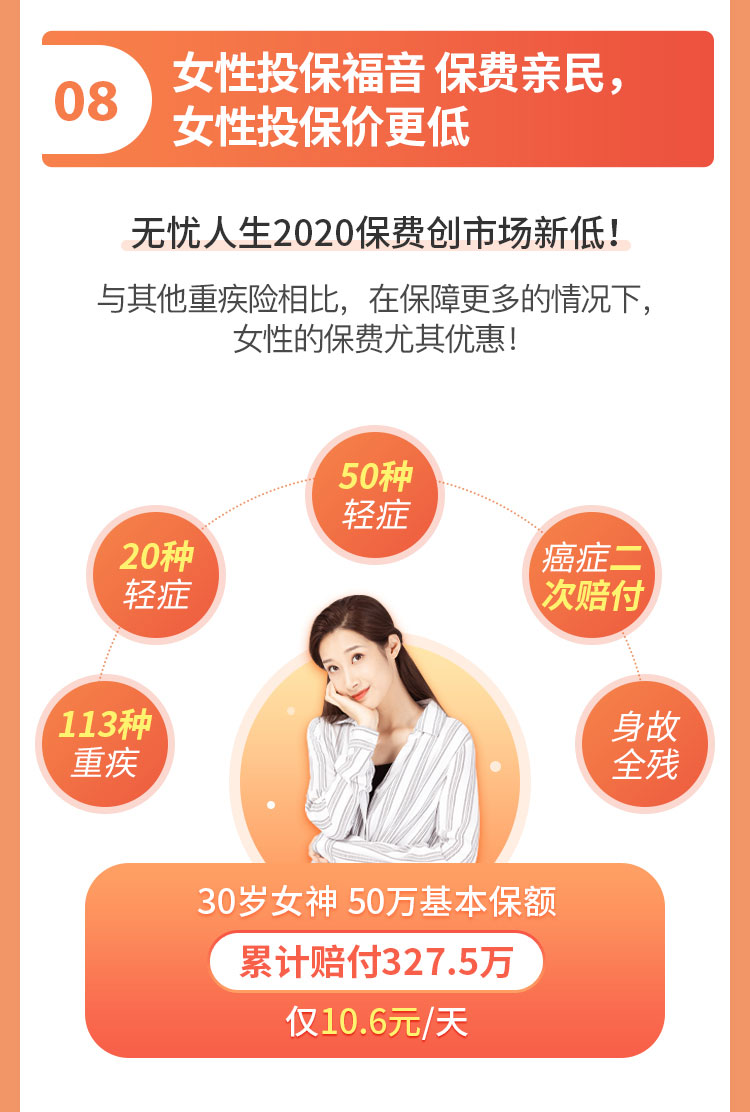 08
女性投保福音 保费亲民，
女性投保价更低
无忧人生2020保费创市场新低！
与其他重疾险相比，在保障更多的情况下，
女性的保费尤其优惠！
50种
轻症
20种
轻症
癌症二
次赔付
113种
重疾
身故
全残
30岁女神 50万基本保额
累计赔付327.5万
仅10.6元/天